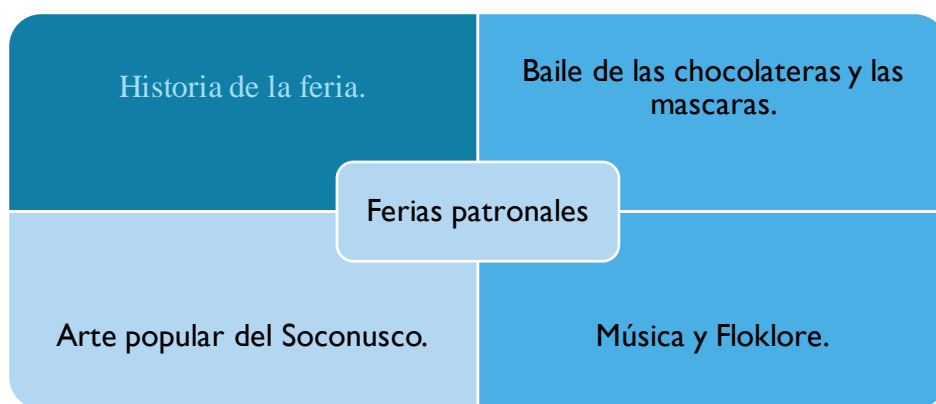 Historia de la feria.
Baile de las chocolateras y las
mascaras.
Ferias patronales
Arte popular del Soconusco.
Música y Floklore.